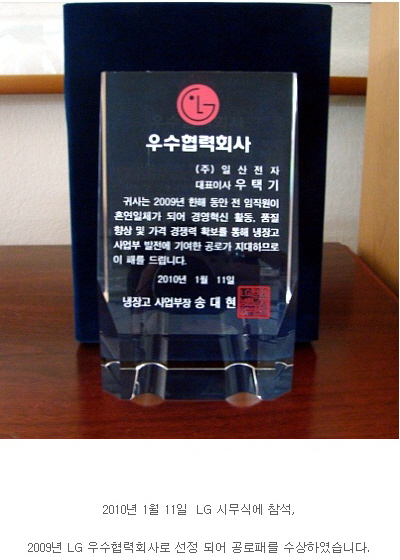 LG
우수협력회사
(주) 일산전자
대표이사 우택기
귀사는 2009년 한해 동안 전 임직원이
혼연일체가 되어 경영혁신 활동, 품질
향상 및 가격 경쟁력 확보를 통해 냉장고
사업부 발전에 기여한 공로가 지대하므로
이 패를 드립니다.
2010년 1월 11일
냉장고 사업부장 송대현
2010년 1월 11일 LG 시무식에 참석,
2009년 LG 우수협력회사로 선정 되어 공로패를 수상하였습니다.